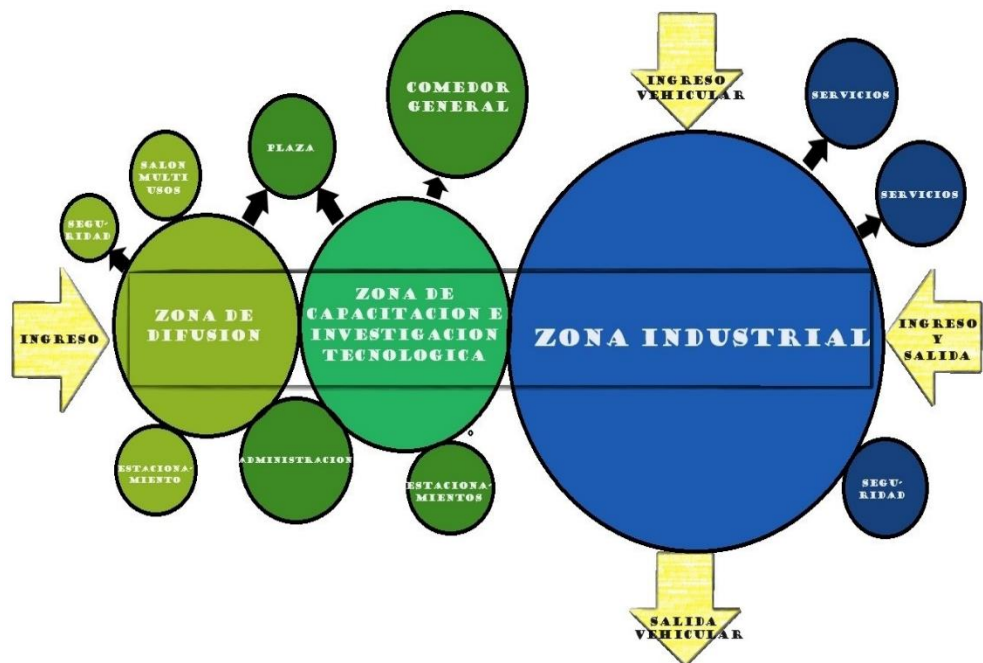 COMEDOR
GENERAL
INGRESO
VEHICULAR
SERVICIOS
PLAZA
SALON
MULTI
USOS
SERVICIOS
SEGU-
RIDAD
INGRESO
ZONA DE
DIFUSION
ZONA DE
CAPACITACION E
INVESTIGACION
TECNOLOGICA
ZONA INDUSTRIAL
INGRESO
Y
SALIDA
ESTACIONA-
MIENTO
ADMINISTRACION
ESTACIONA-
MIENTOS
SEGU-
RIDAD
SALIDA
VEHICULAR